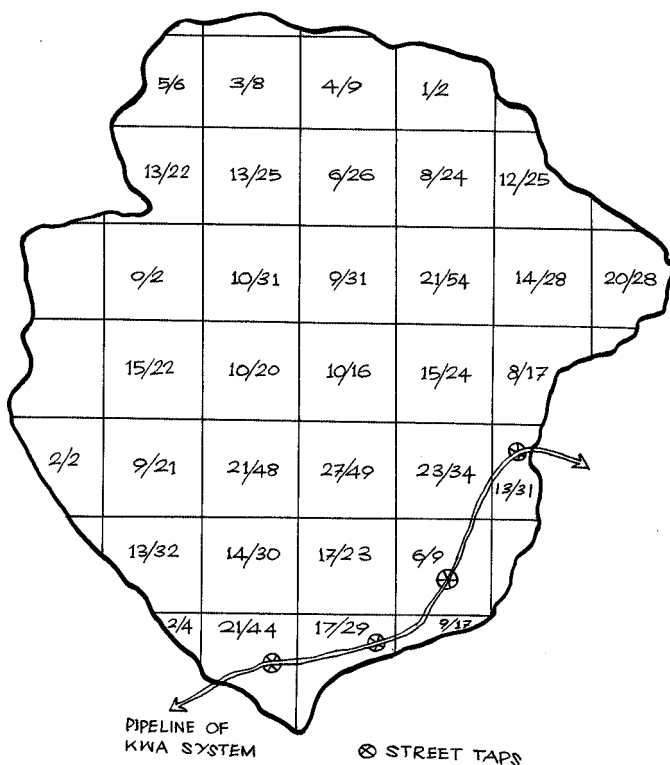 5/6 3/8 4/9 1/2
13/22 13/25 6/26 8/24 12/25
0/2 10/31 9/31 21/54 14/28 20/28
15/22 10/20 10/16 15/24 8/17
2/2 9/21 21/48 27/49 23/34 13/31
13/32 14/30 17/23 6/9
2/4 21/44 17/29 9/17
PIPELINE OF
KWA SYSTEM
STREET TAPS